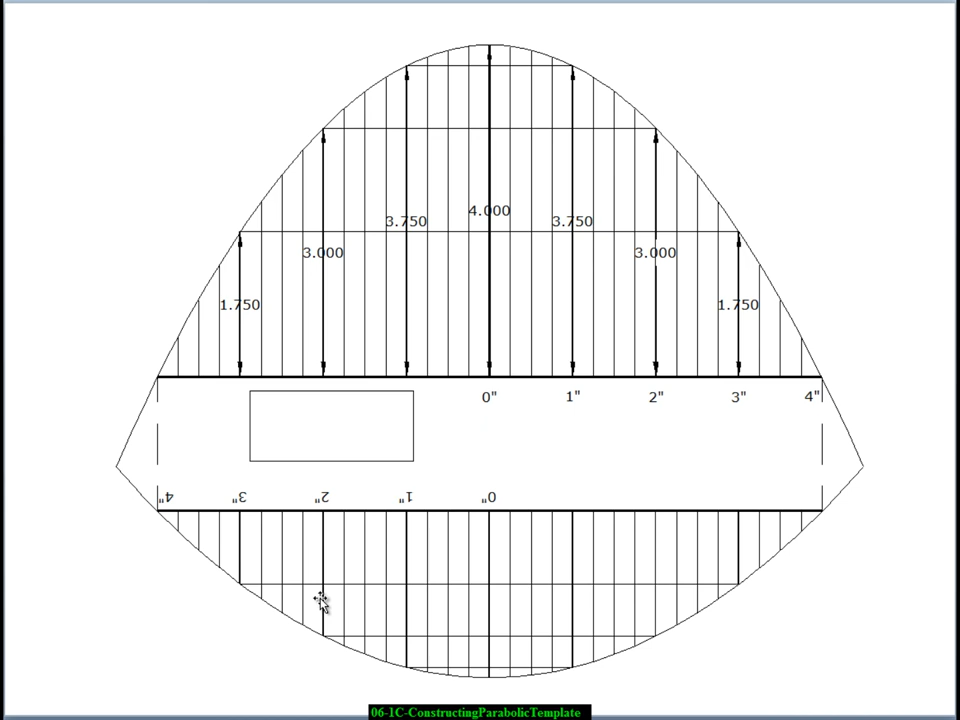 4.000
3.750 3.750
3.000 3.000
1.750 1.750
0" 1" 2" 3" 4"
4" 3" 2" 1" 0"
06-1C-ConstructingParabolicTemplate